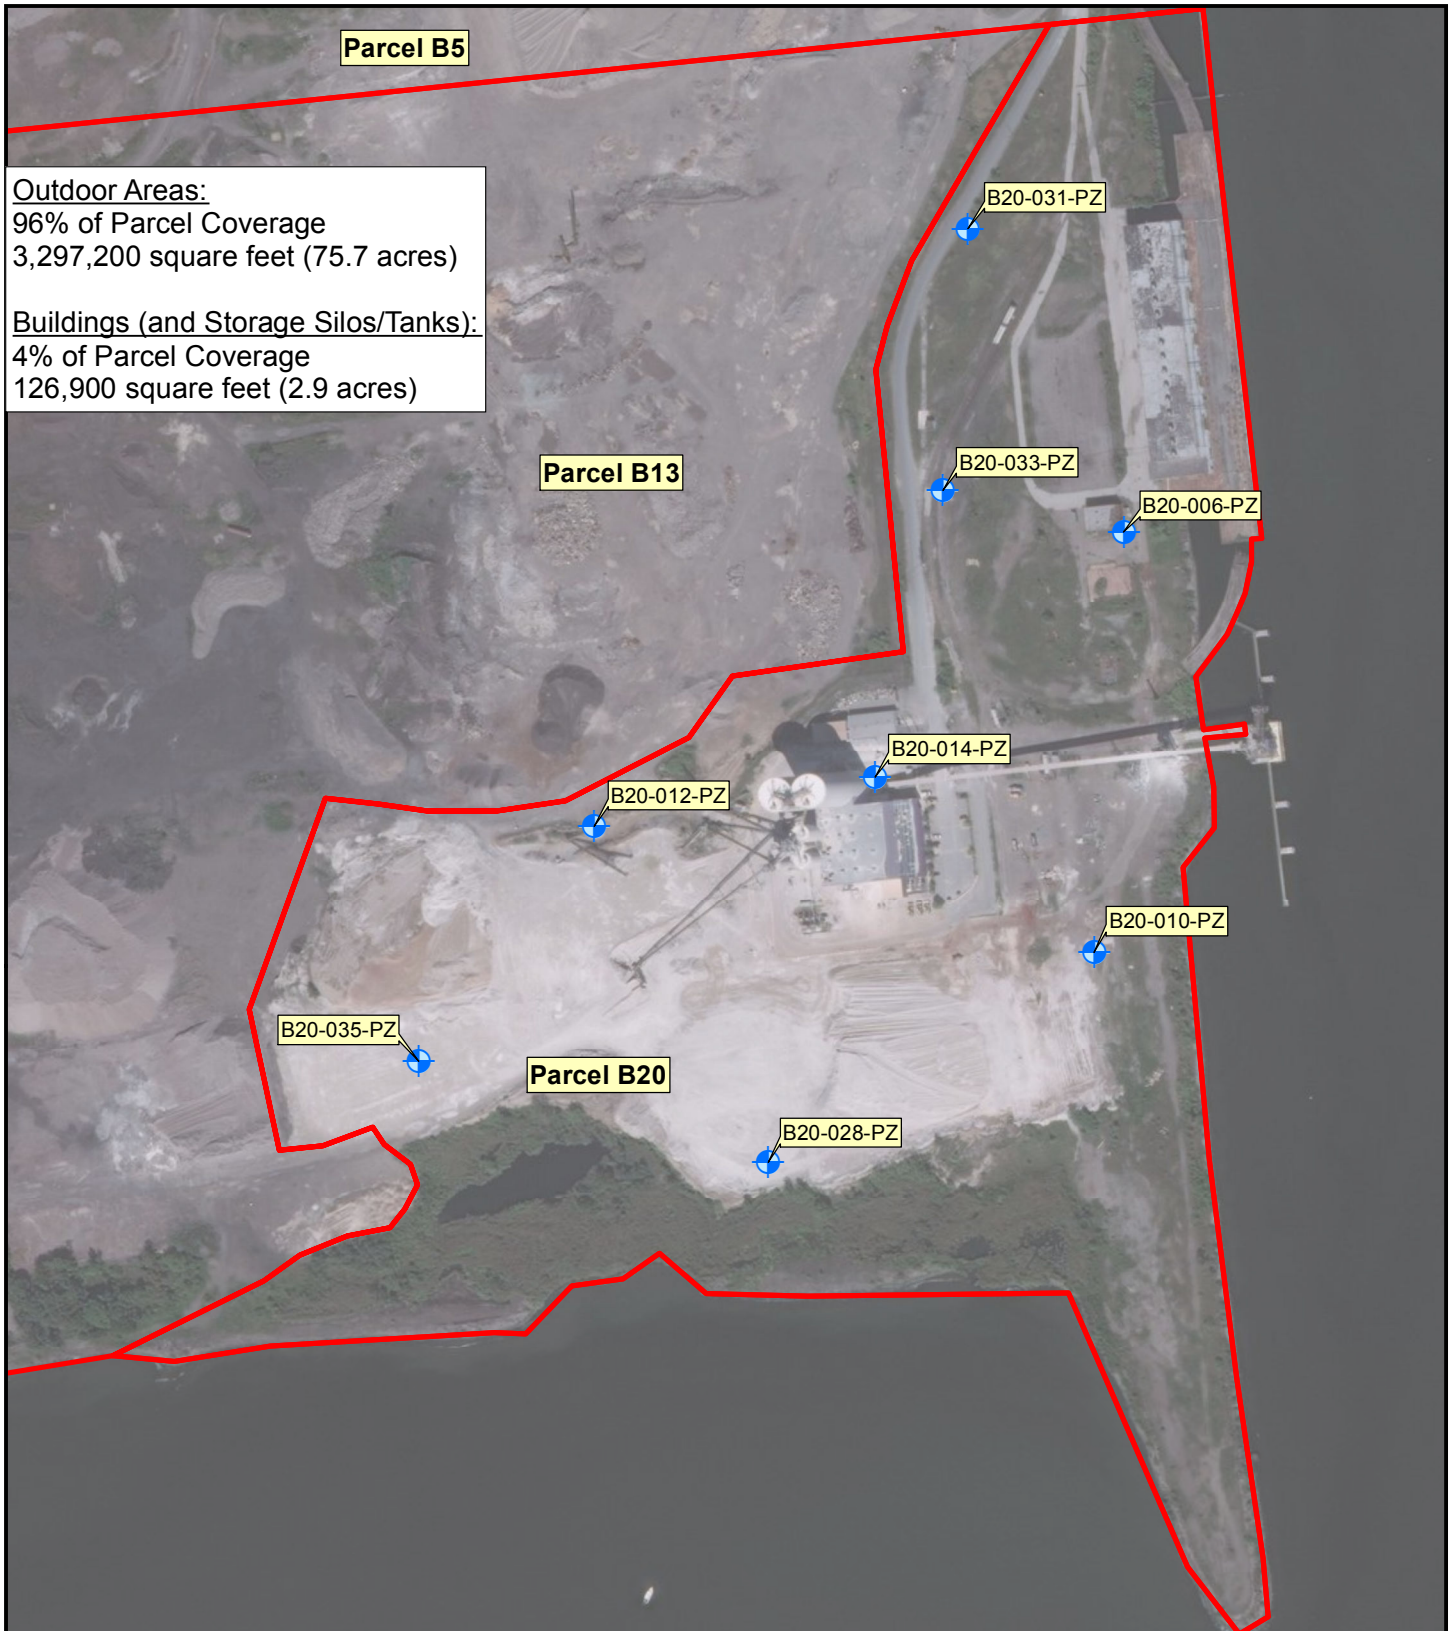 Parcel B5
Outdoor Areas:
96% of Parcel Coverage
3,297,200 square feet (75.7 acres)
Buildings (and Storage Silos/Tanks):
4% of Parcel Coverage
126,900 square feet (2.9 acres)
B20-031-PZ
Parcel B13
B20-033-PZ
B20-006-PZ
B20-014-PZ
B20-012-PZ
B20-010-PZ
B20-035-PZ
Parcel B20
B20-028-PZ